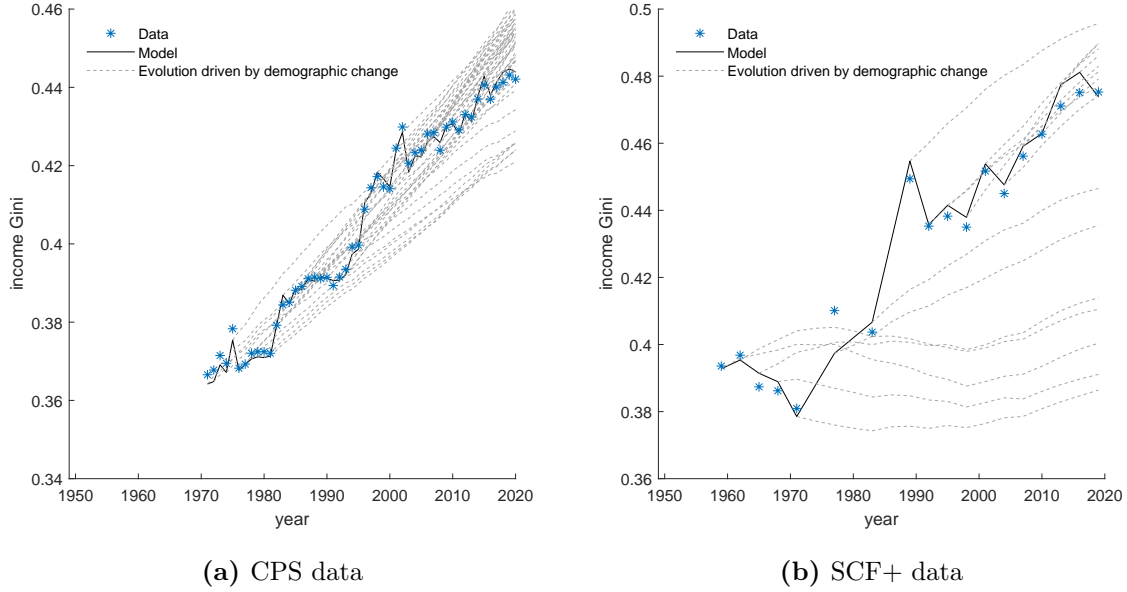 0.46
0.44
0.42
0.4
0.38
0.36
0.34
1950
1960
1970
1980
1990
2000
2010
2020
year
income Gini
Data
Model
Evolution driven by demographic change
(a) CPS data
0.5
0.48
0.46
0.44
0.42
0.4
0.38
0.36
1950
1960
1970
1980
1990
2000
2010
2020
year
income Gini
Data
Model
Evolution driven by demographic change
(b) SCF+ data